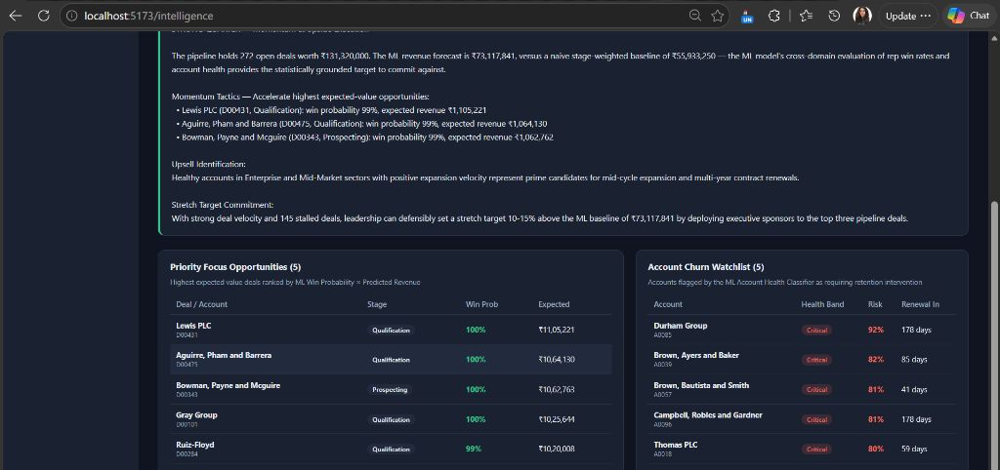 localhost:5173/intelligence
UN
Update
Chat
The pipeline holds 272 open deals worth ₹131,320,000. The ML revenue forecast is ₹73,117,841, versus a naive stage-weighted baseline of ₹55,933,250 — the ML model's cross-domain evaluation of rep win rates and
account health provides the statistically grounded target to commit against.
Momentum Tactics — Accelerate highest expected-value opportunities:
• Lewis PLC (D00431, Qualification): win probability 99%, expected revenue ₹1,105,221
• Aguirre, Pham and Barrera (D00475, Qualification): win probability 99%, expected revenue ₹1,064,130
• Bowman, Payne and Mcguire (D00343, Prospecting): win probability 99%, expected revenue ₹1,062,762
Upsell Identification:
Healthy accounts in Enterprise and Mid-Market sectors with positive expansion velocity represent prime candidates for mid-cycle expansion and multi-year contract renewals.
Stretch Target Commitment:
With strong deal velocity and 145 stalled deals, leadership can defensibly set a stretch target 10-15% above the ML baseline of ₹73,117,841 by deploying executive sponsors to the top three pipeline deals.
Priority Focus Opportunities (5)
Highest expected value deals ranked by ML Win Probability × Predicted Revenue
Deal / Account Stage Win Prob Expected
Lewis PLC
D00431
Qualification 100% ₹11,05,221
Aguirre, Pham and Barrera
D00475
Qualification 100% ₹10,64,130
Bowman, Payne and Mcguire
D00343
Prospecting 100% ₹10,62,763
Gray Group
D00101
Qualification 100% ₹10,25,644
Ruiz-Floyd
D00284
Qualification 99% ₹10,20,008
Account Churn Watchlist (5)
Accounts flagged by the ML Account Health Classifier as requiring retention intervention
Account Health Band Risk Renewal In
Durham Group
A0085
Critical 92% 178 days
Brown, Ayers and Baker
A0039
Critical 82% 85 days
Brown, Bautista and Smith
A0057
Critical 81% 41 days
Campbell, Robles and Gardner
A0096
Critical 81% 178 days
Thomas PLC
A0018
Critical 80% 59 days